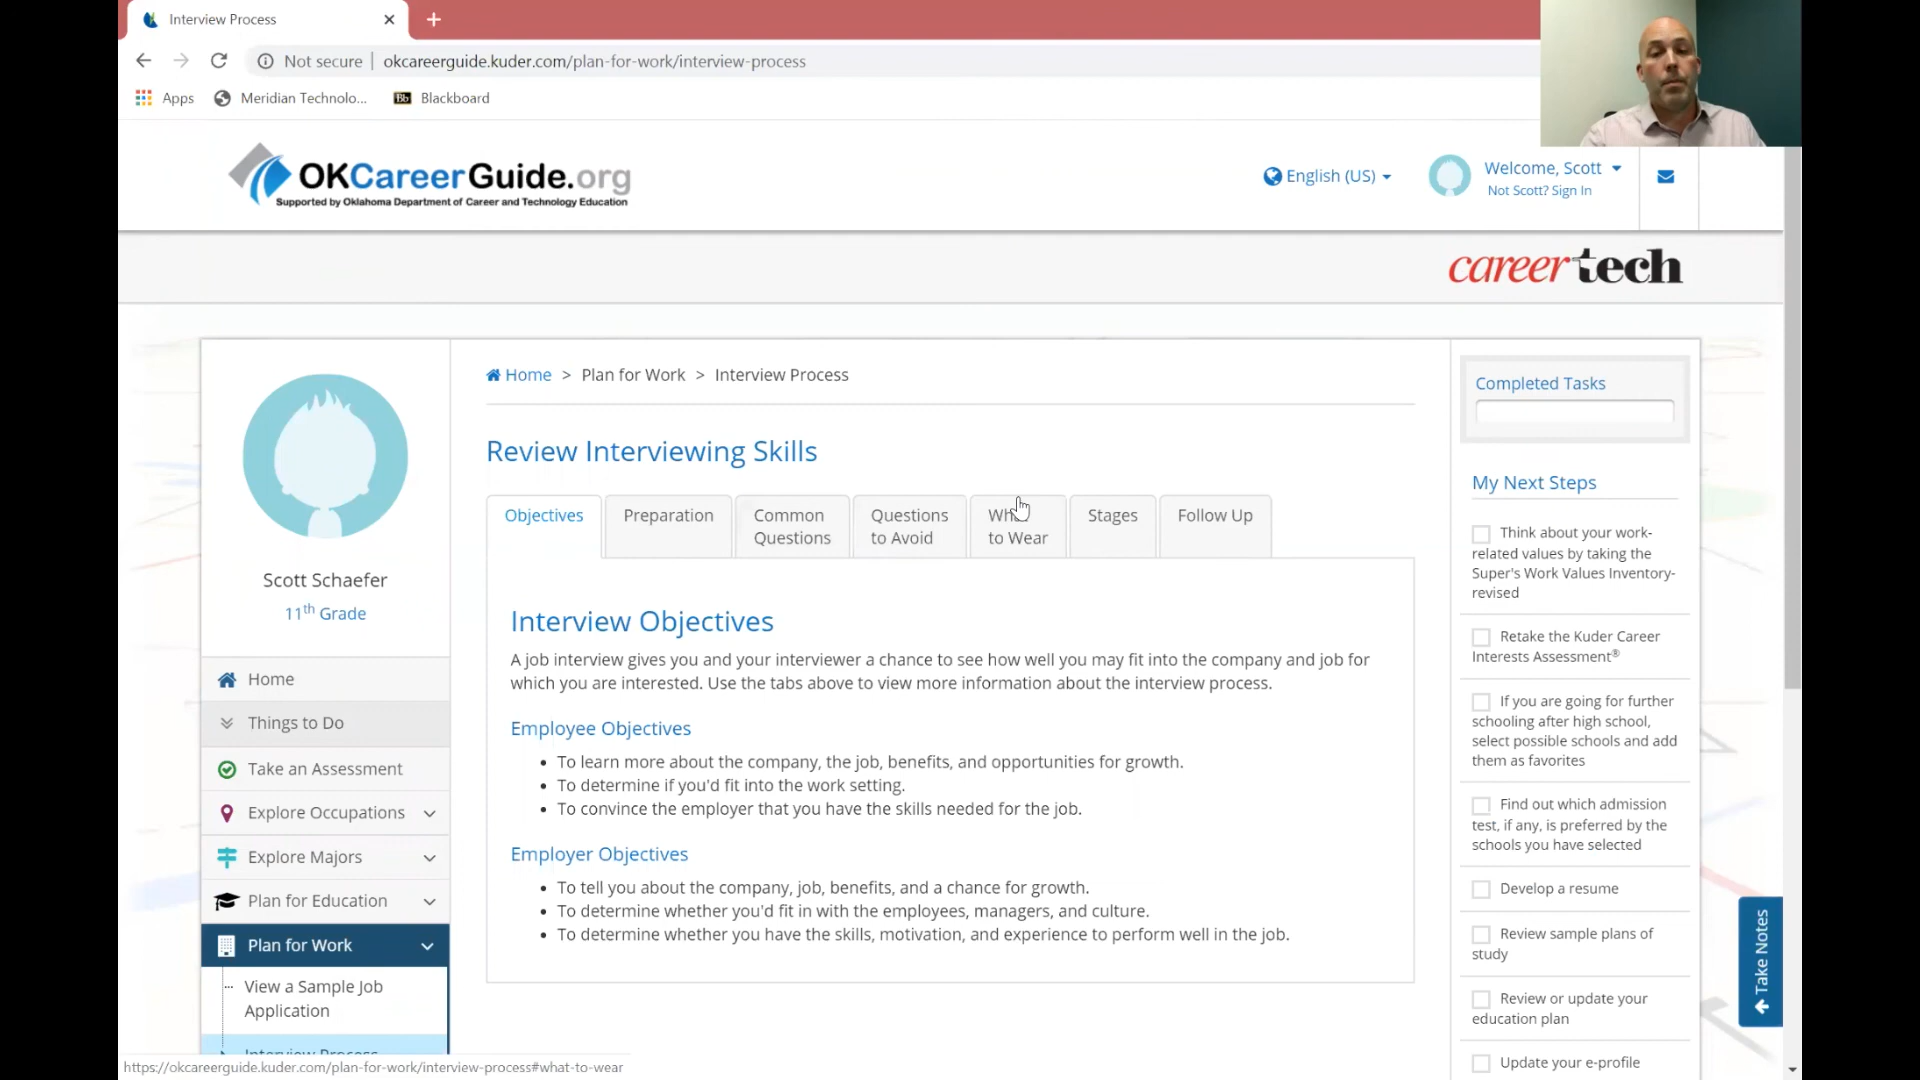 Interview Process
Not secure | okcareerguide.kuder.com/plan-for-work/interview-process
Apps
Meridian Technolo...
Bb Blackboard
OKCareerGuide.org
Supported by Oklahoma Department of Career and Technology Education
English (US)
Welcome, Scott
Not Scott? Sign In
careertech
Scott Schaefer
11th Grade
Home
Things to Do
Take an Assessment
Explore Occupations
Explore Majors
Plan for Education
Plan for Work
View a Sample Job
Application
Interview Process
Home > Plan for Work > Interview Process
Review Interviewing Skills
Objectives
Preparation
Common
Questions
Questions
to Avoid
to Wear
Stages
Follow Up
Interview Objectives
A job interview gives you and your interviewer a chance to see how well you may fit into the company and job for
which you are interested. Use the tabs above to view more information about the interview process.
Employee Objectives
• To learn more about the company, the job, benefits, and opportunities for growth.
• To determine if you'd fit into the work setting.
• To convince the employer that you have the skills needed for the job.
Employer Objectives
• To tell you about the company, job, benefits, and a chance for growth.
• To determine whether you'd fit in with the employees, managers, and culture.
• To determine whether you have the skills, motivation, and experience to perform well in the job.
Completed Tasks
My Next Steps
Think about your work-
related values by taking the
Super's Work Values Inventory-
revised
Retake the Kuder Career
Interests Assessment®
If you are going for further
schooling after high school,
select possible schools and add
them as favorites
Find out which admission
test, if any, is preferred by the
schools you have selected
Develop a resume
Review sample plans of
study
Review or update your
education plan
Update your e-profile
Take Notes
https://okcareerguide.kuder.com/plan-for-work/interview-process#what-to-wear